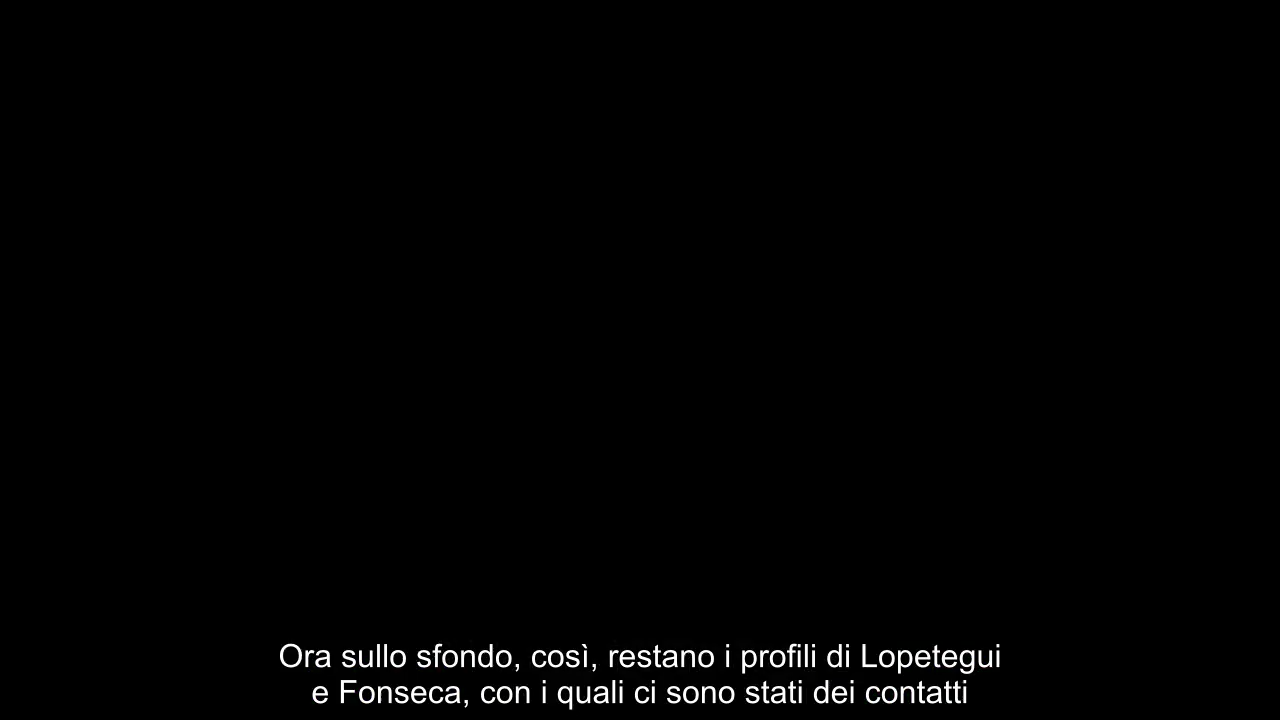 Ora sullo sfondo, così, restano i profili di Lopetegui
e Fonseca, con i quali ci sono stati dei contatti